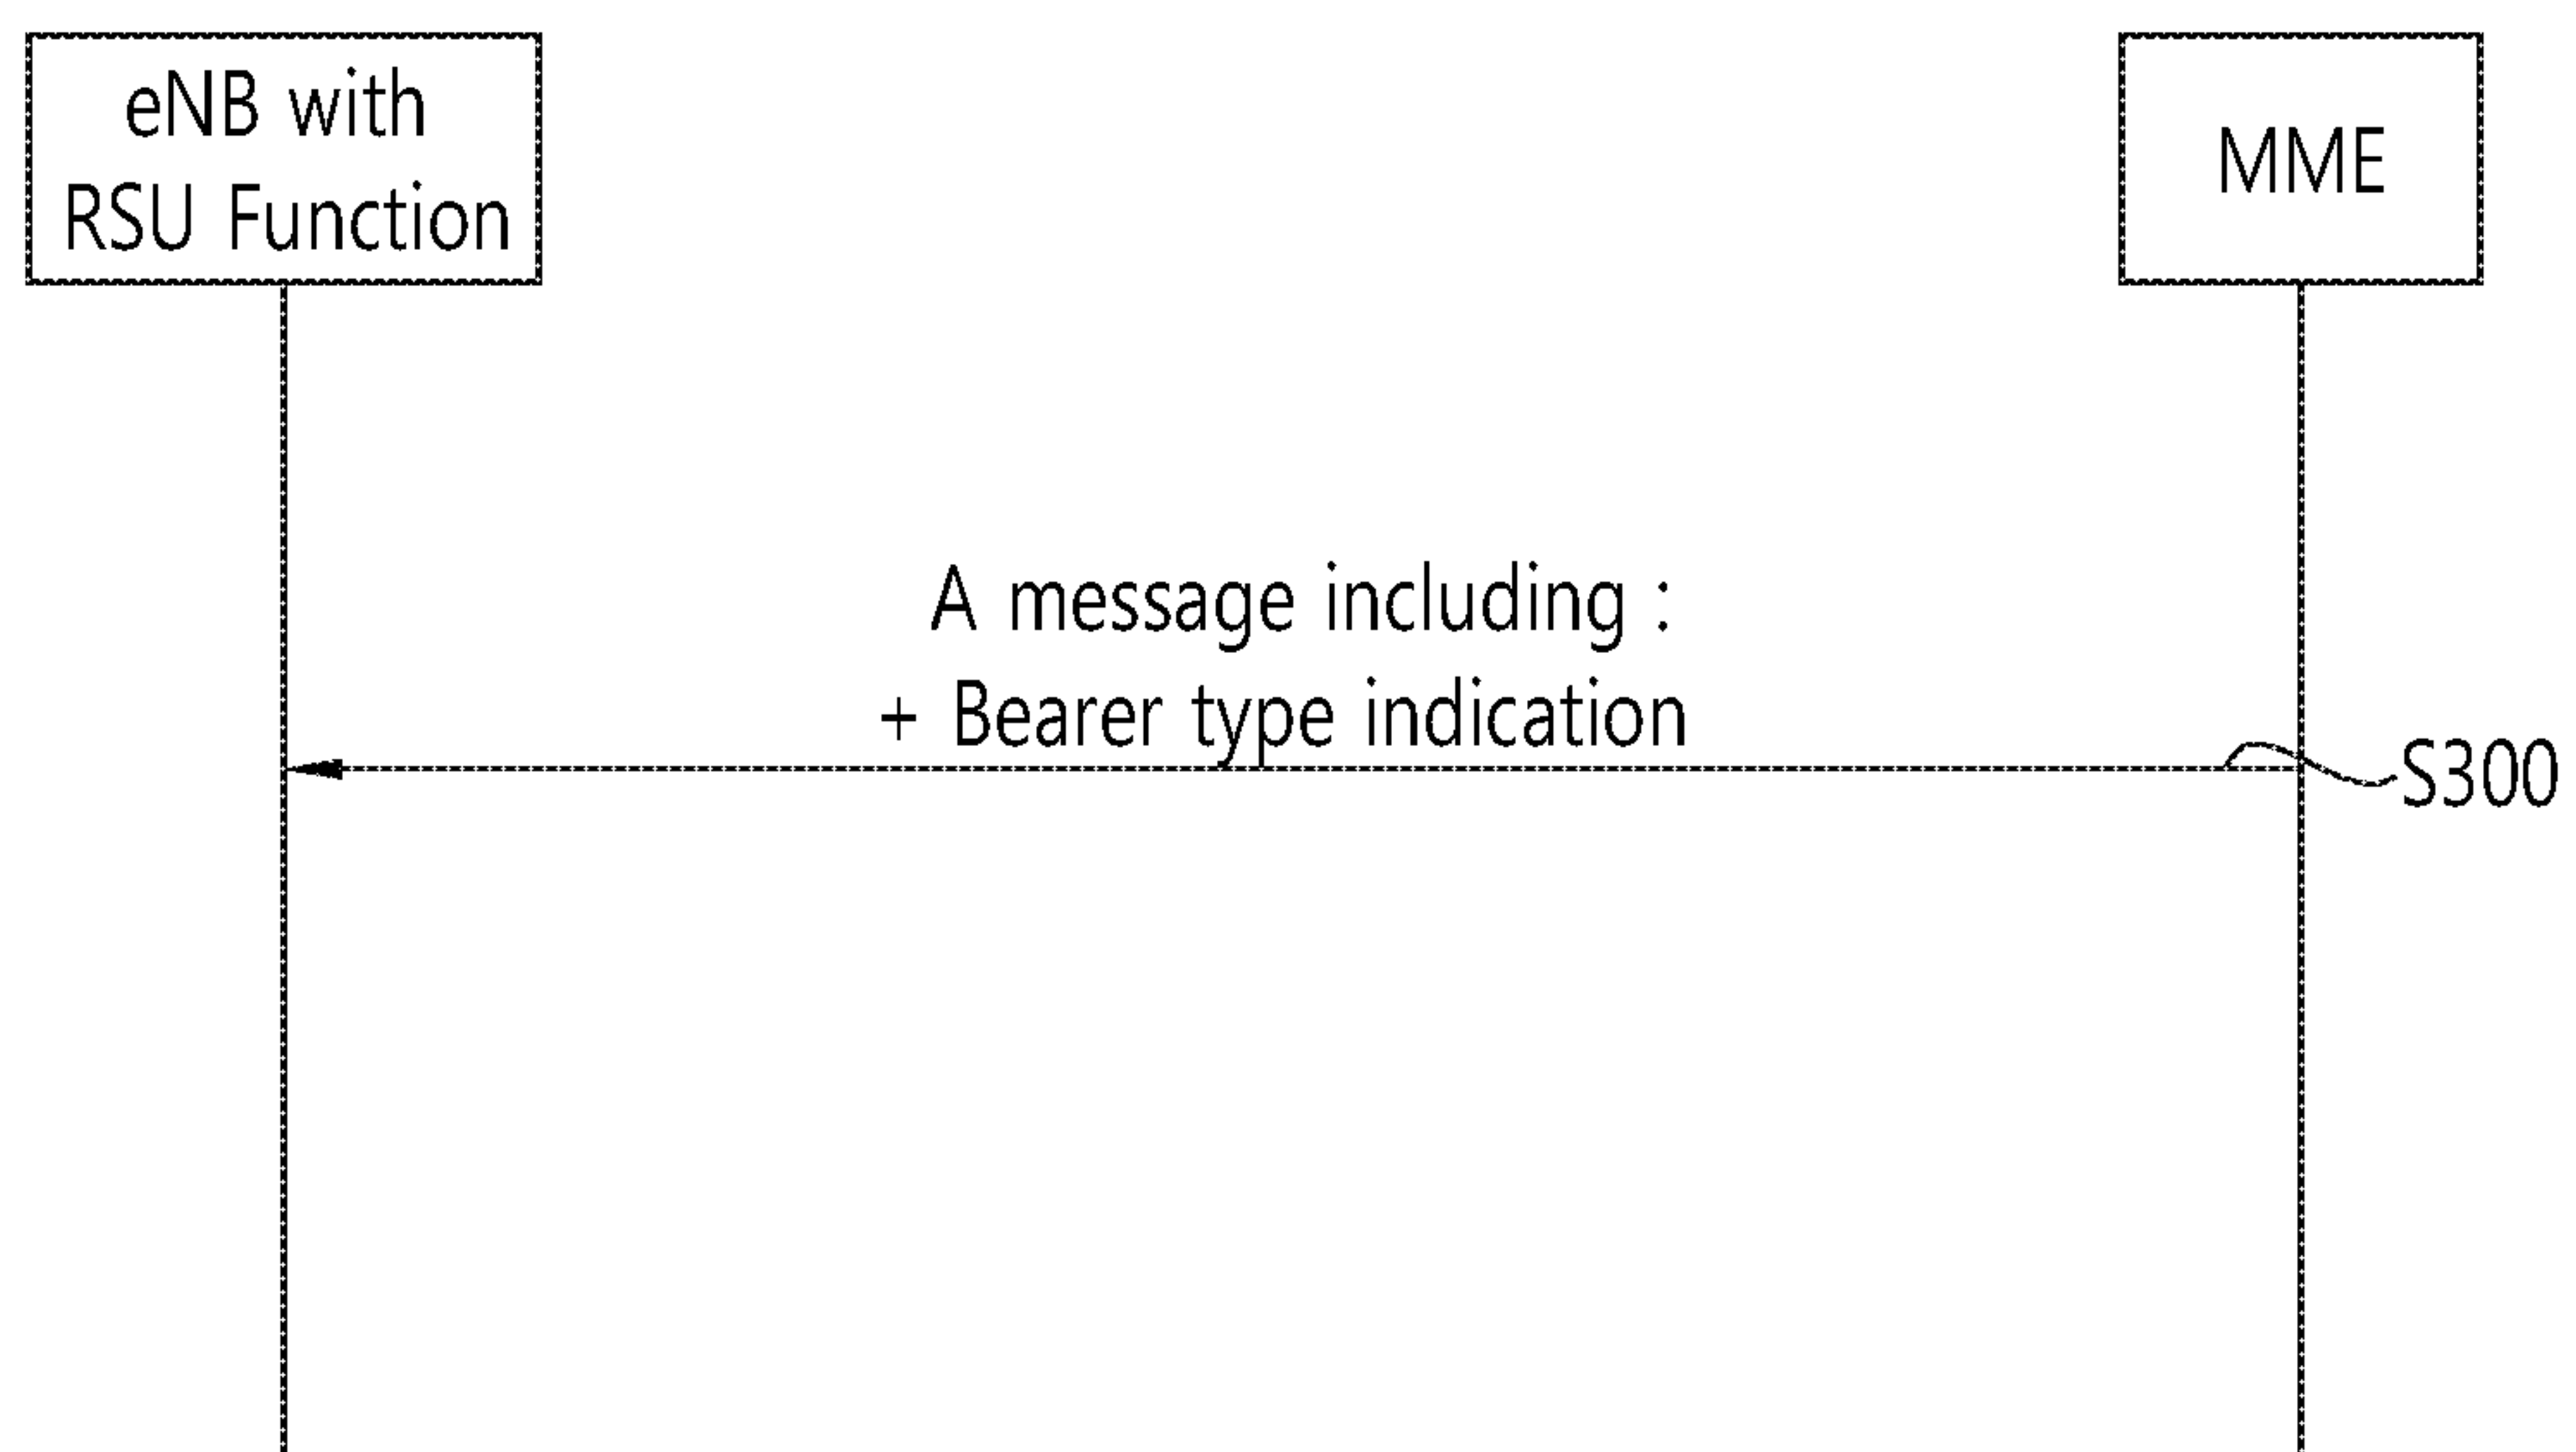 eNB with
RSU Function
MME
A message including :
+ Bearer type indication
S300